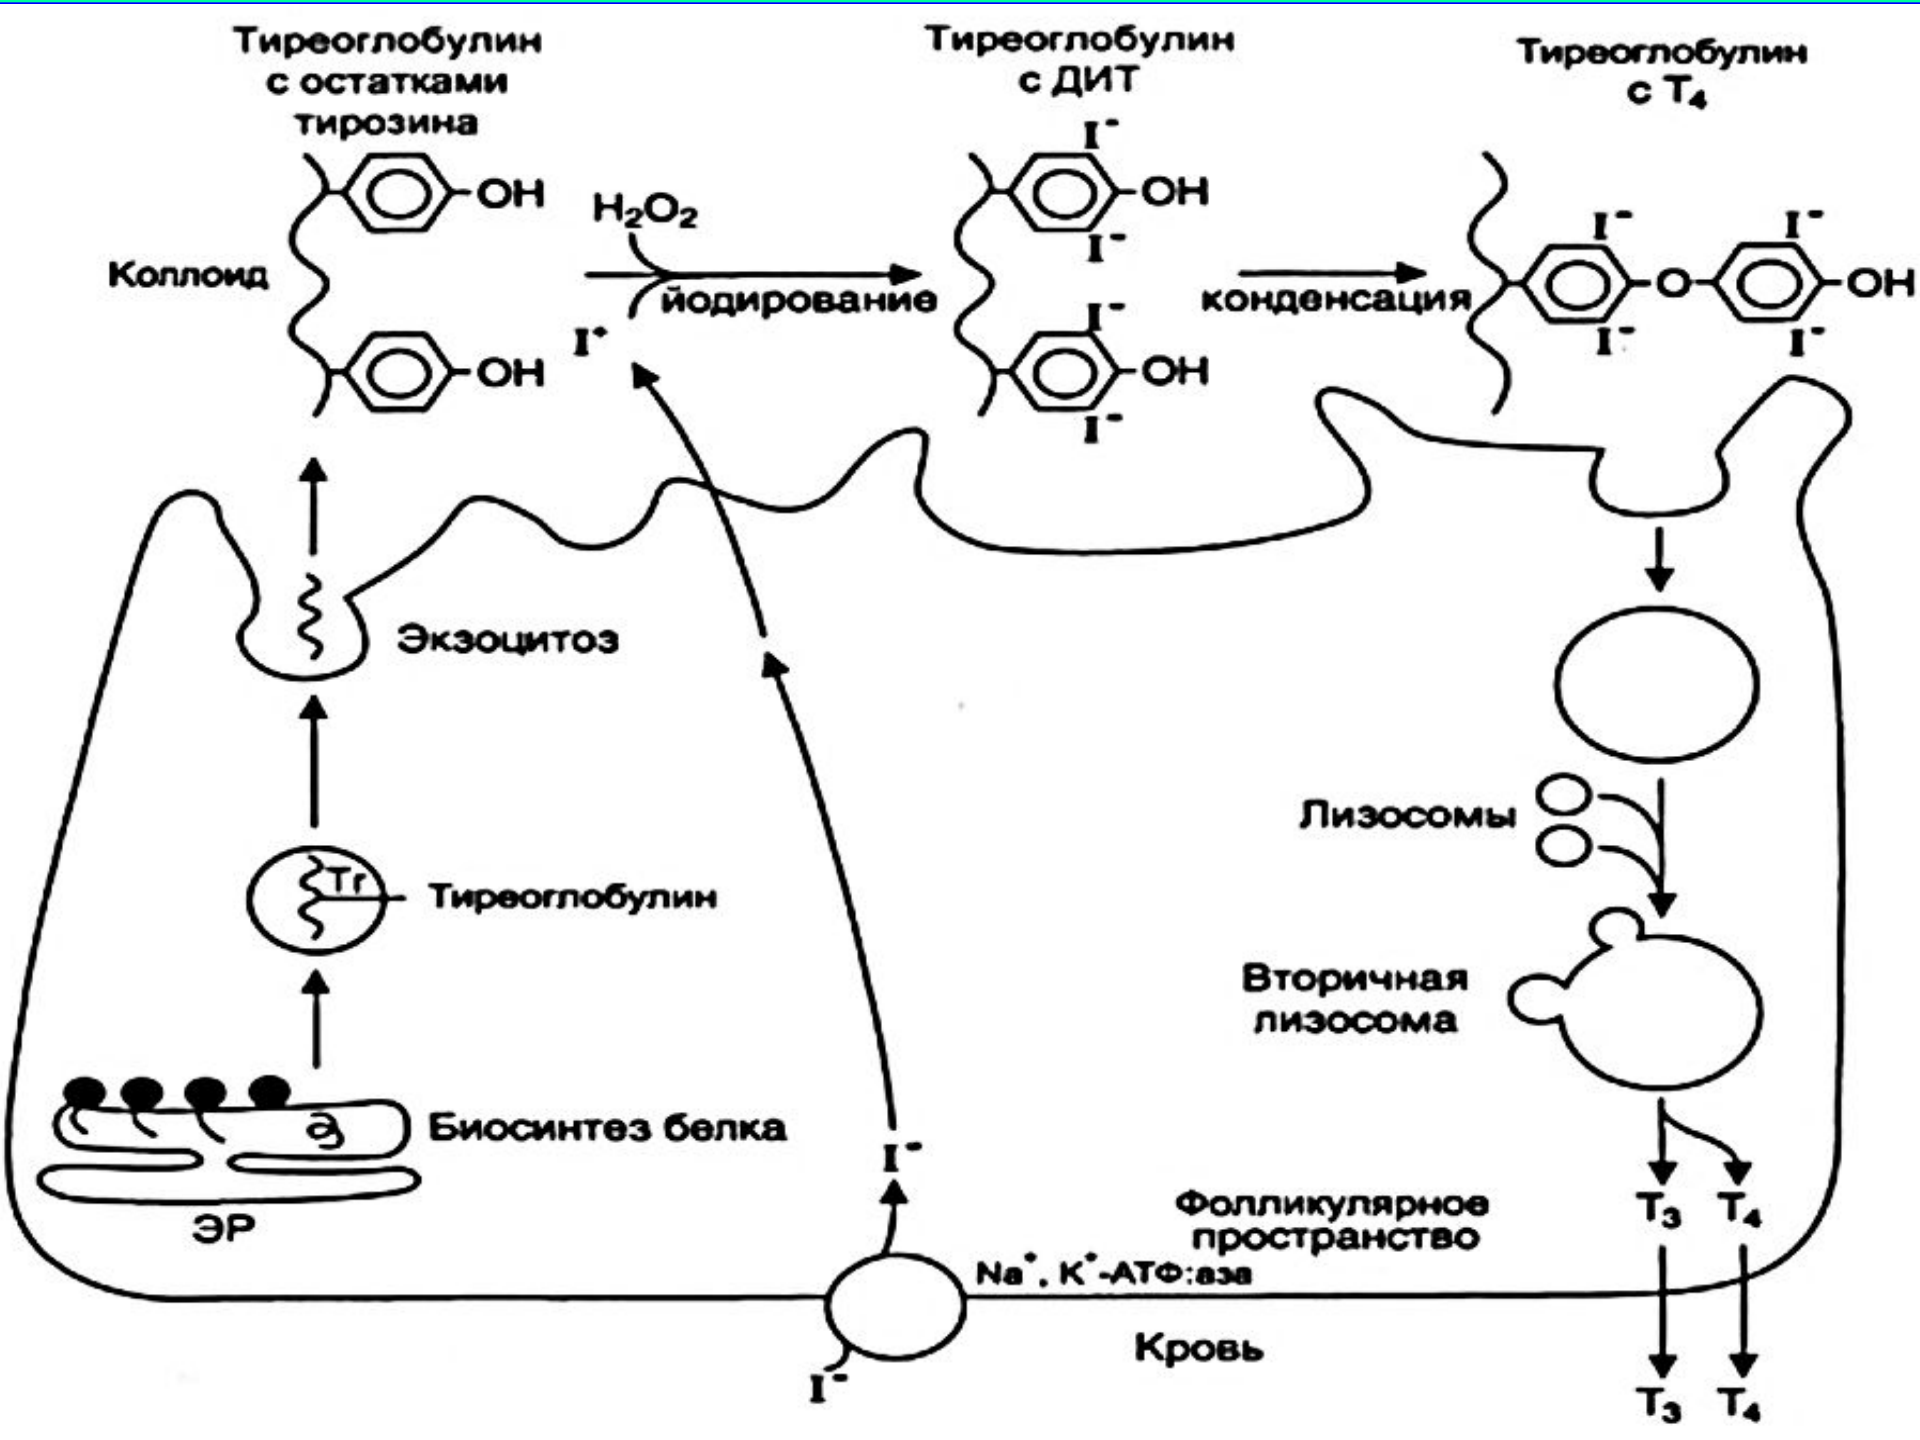 Тиреоглобулин
с остатками
тирозина
Тиреоглобулин
с ДИТ
Тиреоглобулин
с T₄
I⁻
OH
H₂O₂
OH
I⁻
I⁻
I⁻
OH
Коллоид
йодирование
конденсация
O
I⁺
I⁻
I⁻
I⁻
OH
OH
I⁻
Экзоцитоз
Лизосомы
Tг
Тиреоглобулин
Вторичная
лизосома
Биосинтез белка
I⁻
ЭР
Фолликулярное
пространство
T₃ T₄
Na⁺, K⁺-АТФ:аза
Кровь
I⁻
T₃ T₄